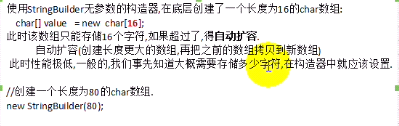 使用StringBuilder无参数的构造器,在底层创建了一个长度为16的char数组:
char[] value = new char[16];
此时该数组只能存储16个字符,如果超过了,得自动扩容.
自动扩容(创建长度更大的数组,再把之前的数组拷贝到新数组)
此时性能极低,一般的,我们事先知道大概需要存储多少字符,在构造器中就应该设置.
//创建一个长度为80的char数组.
new StringBuilder(80);